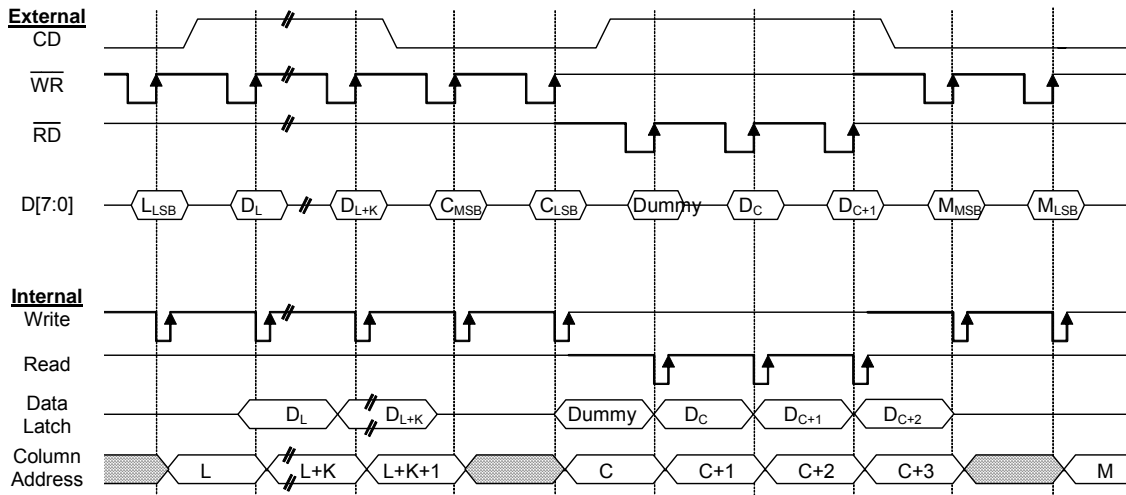 External
CD
WR
RD
D[7:0] LLSB DL DL+K CMSB CLSB Dummy DC DC+1 MMSB MLSB
Internal
Write
Read
Data
Latch DL DL+K Dummy DC DC+1 DC+2
Column
Address L L+K L+K+1 C C+1 C+2 C+3 M